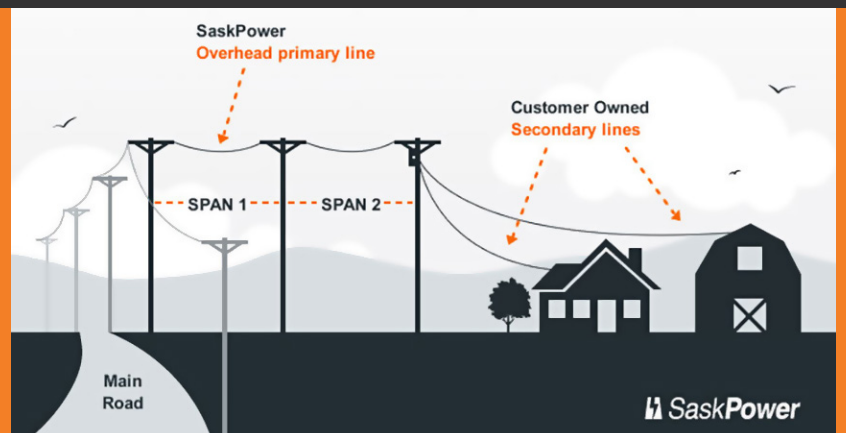 SaskPower
Overhead primary line
Customer Owned
Secondary lines
SPAN 1
SPAN 2
Main
Road
SaskPower